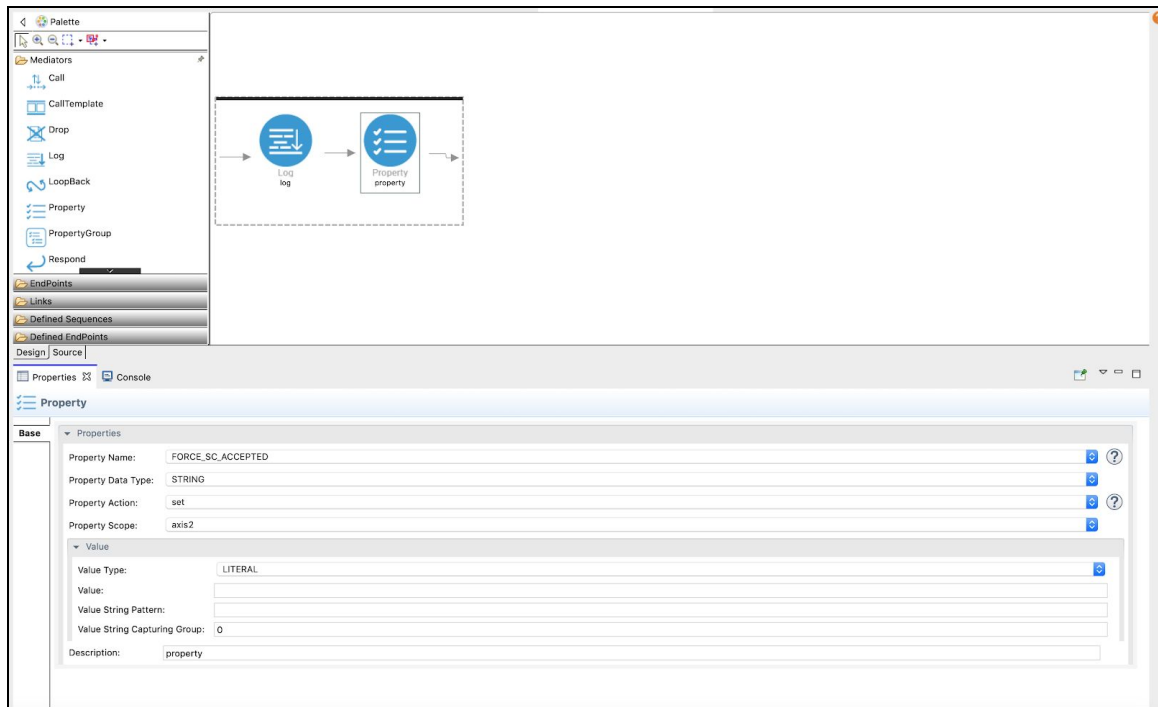 Palette
Mediators
Call
CallTemplate
Drop
Log
LoopBack
Property
PropertyGroup
Respond
EndPoints
Links
Defined Sequences
Defined EndPoints
Log
log
Property
property
Design Source
Properties Console
Property
Base
Properties
Property Name: FORCE_SC_ACCEPTED ?
Property Data Type: STRING
Property Action: set ?
Property Scope: axis2
Value
Value Type: LITERAL
Value:
Value String Pattern:
Value String Capturing Group: 0
Description: property